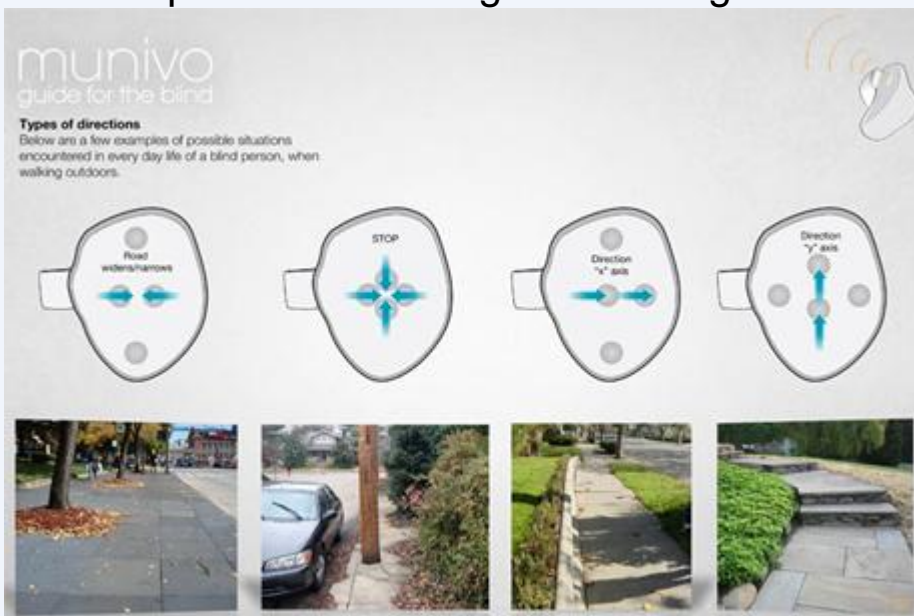 munivo
guide for the blind
Types of directions
Below are a few examples of possible situations
encountered in every day life of a blind person, when
walking outdoors.
Road
widens/narrows
STOP
Direction
"x" axis
Direction
"y" axis